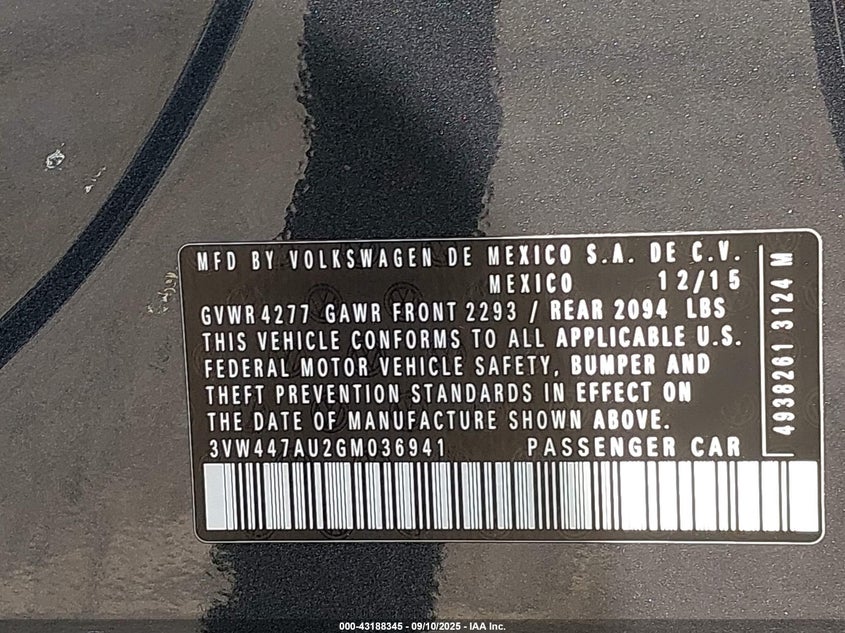 MFD BY VOLKSWAGEN DE MEXICO S.A. DE C.V.
MEXICO 12/15
GVWR 4277 GAWR FRONT 2293 / REAR 2094 LBS
THIS VEHICLE CONFORMS TO ALL APPLICABLE U.S.
FEDERAL MOTOR VEHICLE SAFETY, BUMPER AND
THEFT PREVENTION STANDARDS IN EFFECT ON
THE DATE OF MANUFACTURE SHOWN ABOVE.
3VW447AU2GM036941 PASSENGER CAR
4938261 3124 M
000-43188345 - 09/10/2025 - IAA Inc.